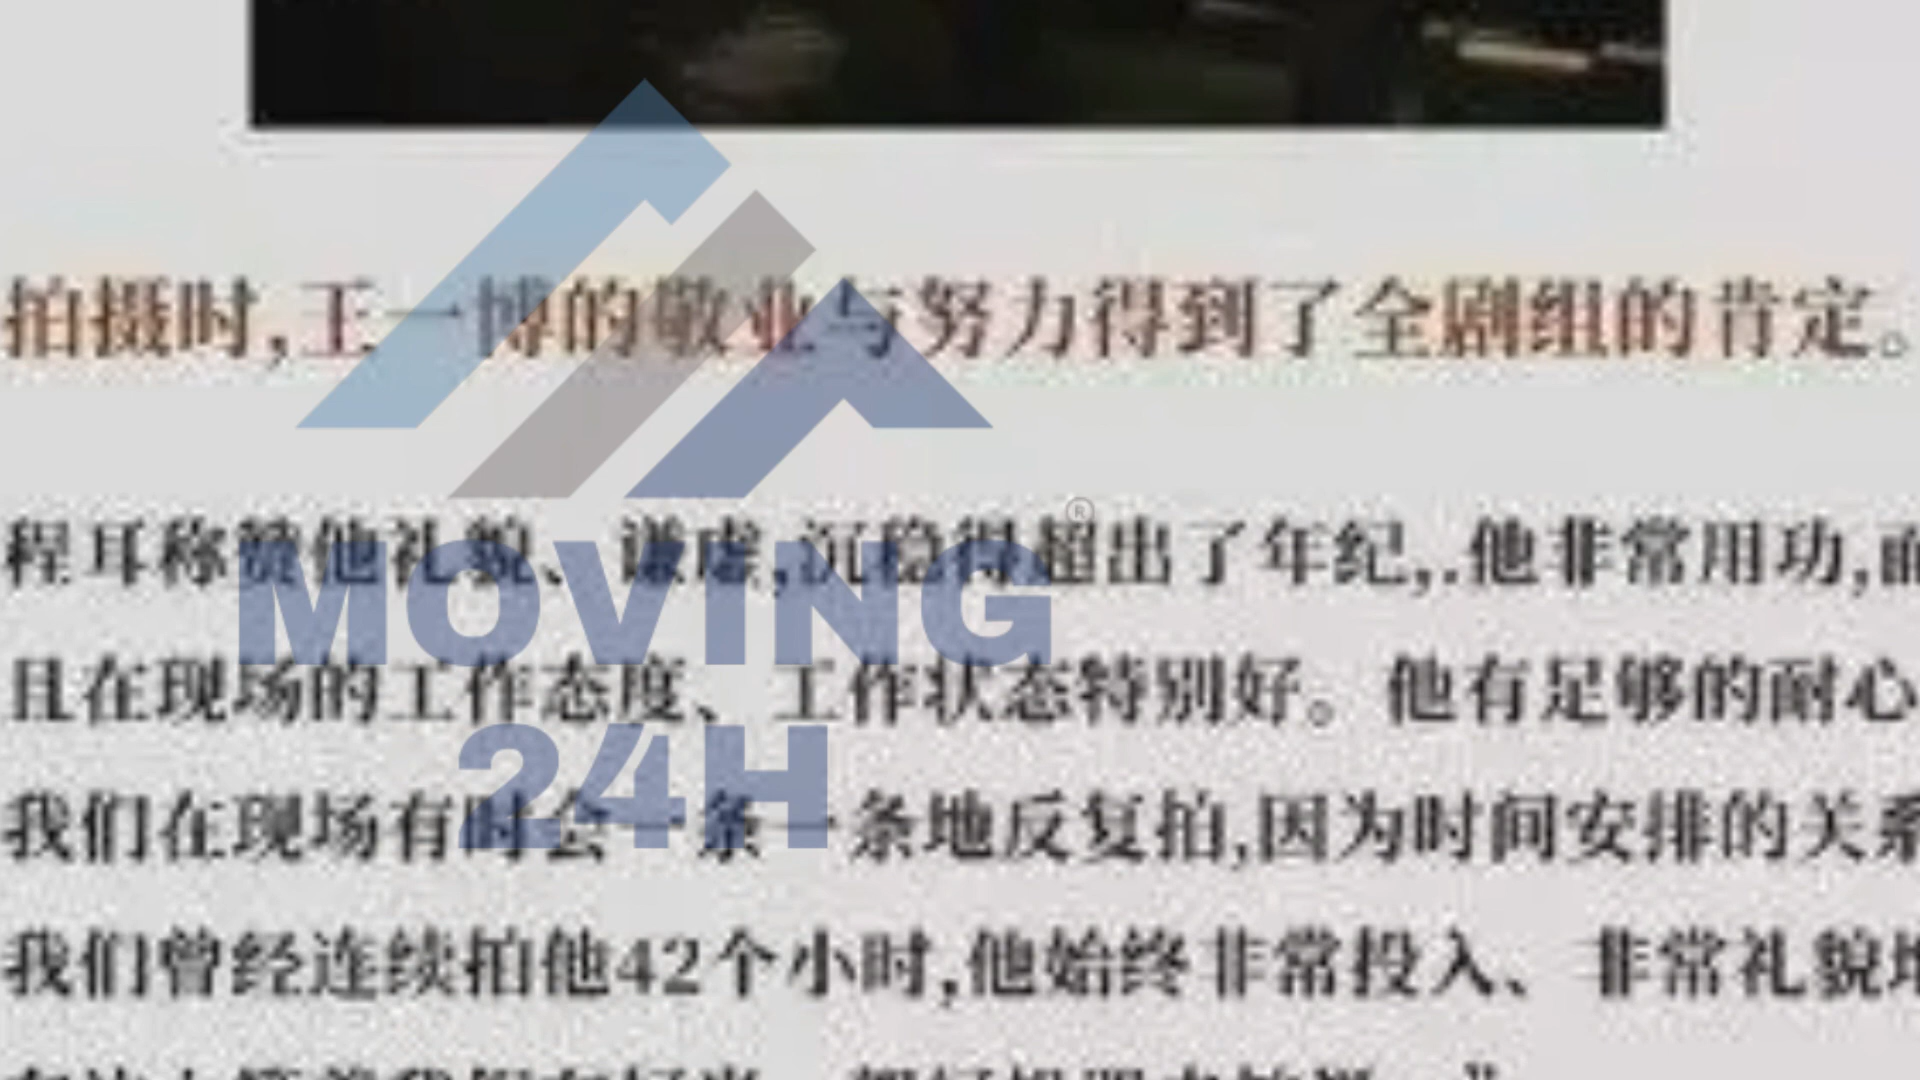 拍摄时,王一博的敬业与努力得到了全剧组的肯定。
程耳称赞他礼貌、谦虚,沉稳得超出了年纪,.他非常用功,而
且在现场的工作态度、工作状态特别好。他有足够的耐心
我们在现场有时会一条一条地反复拍,因为时间安排的关系
我们曾经连续拍他42个小时,他始终非常投入、非常礼貌地
®
MOVING
24H